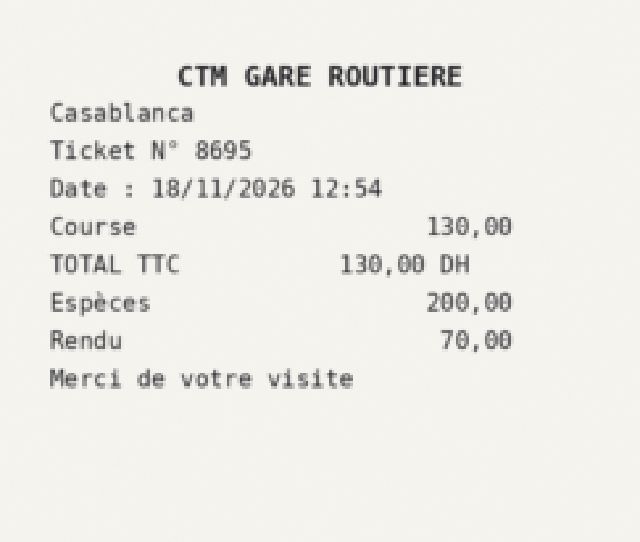 CTM GARE ROUTIERE
Casablanca
Ticket N° 8695
Date : 18/11/2026 12:54
Course 130,00
TOTAL TTC 130,00 DH
Espèces 200,00
Rendu 70,00
Merci de votre visite